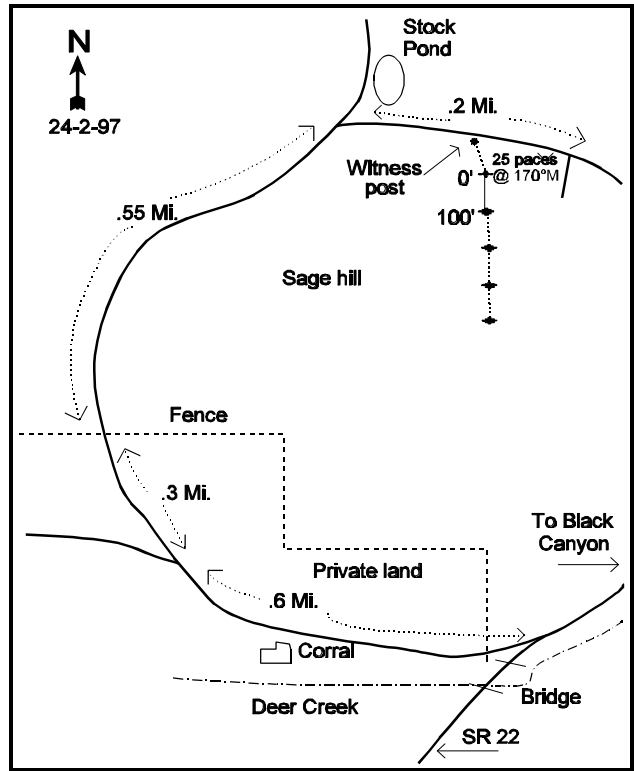 Stock
Pond
N
24-2-97
.2 Mi.
Witness
post
25 paces
@ 170°M
0'
100'
.55 Mi.
Sage hill
Fence
.3 Mi.
To Black
Canyon
Private land
.6 Mi.
Corral
Bridge
Deer Creek
SR 22